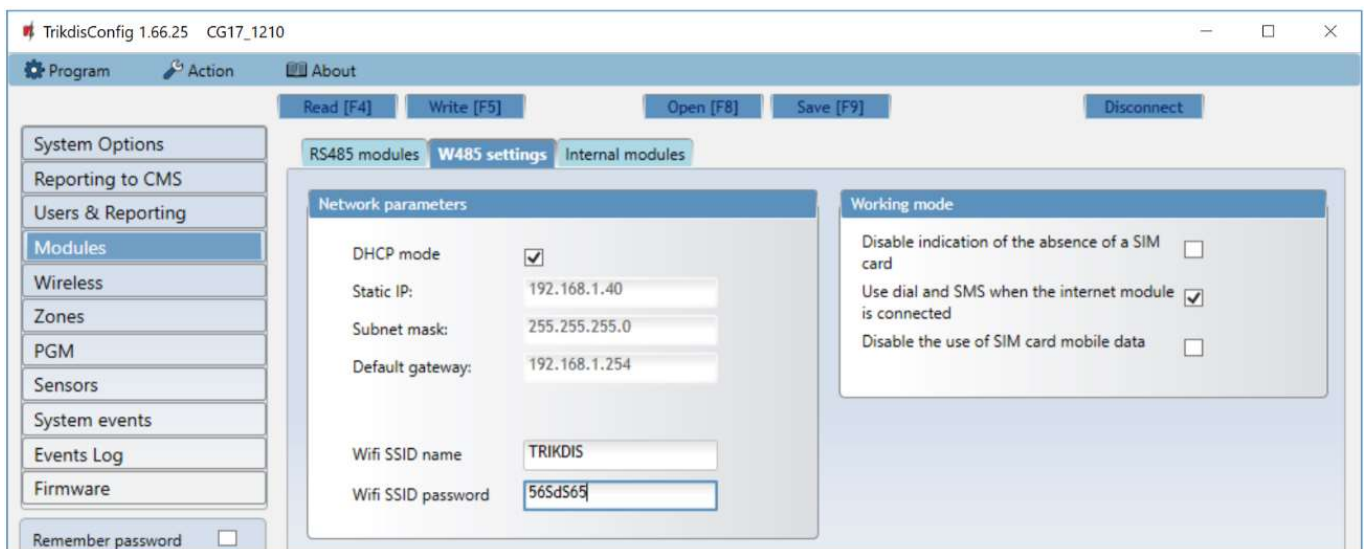 TrikdisConfig 1.66.25 CG17_1210
Program Action About
Read [F4] Write [F5] Open [F8] Save [F9] Disconnect
System Options
Reporting to CMS
Users & Reporting
Modules
Wireless
Zones
PGM
Sensors
System events
Events Log
Firmware
Remember password
RS485 modules W485 settings Internal modules
Network parameters
DHCP mode
Static IP: 192.168.1.40
Subnet mask: 255.255.255.0
Default gateway: 192.168.1.254
Wifi SSID name TRIKDIS
Wifi SSID password 56SdS65
Working mode
Disable indication of the absence of a SIM
card
Use dial and SMS when the internet module
is connected
Disable the use of SIM card mobile data